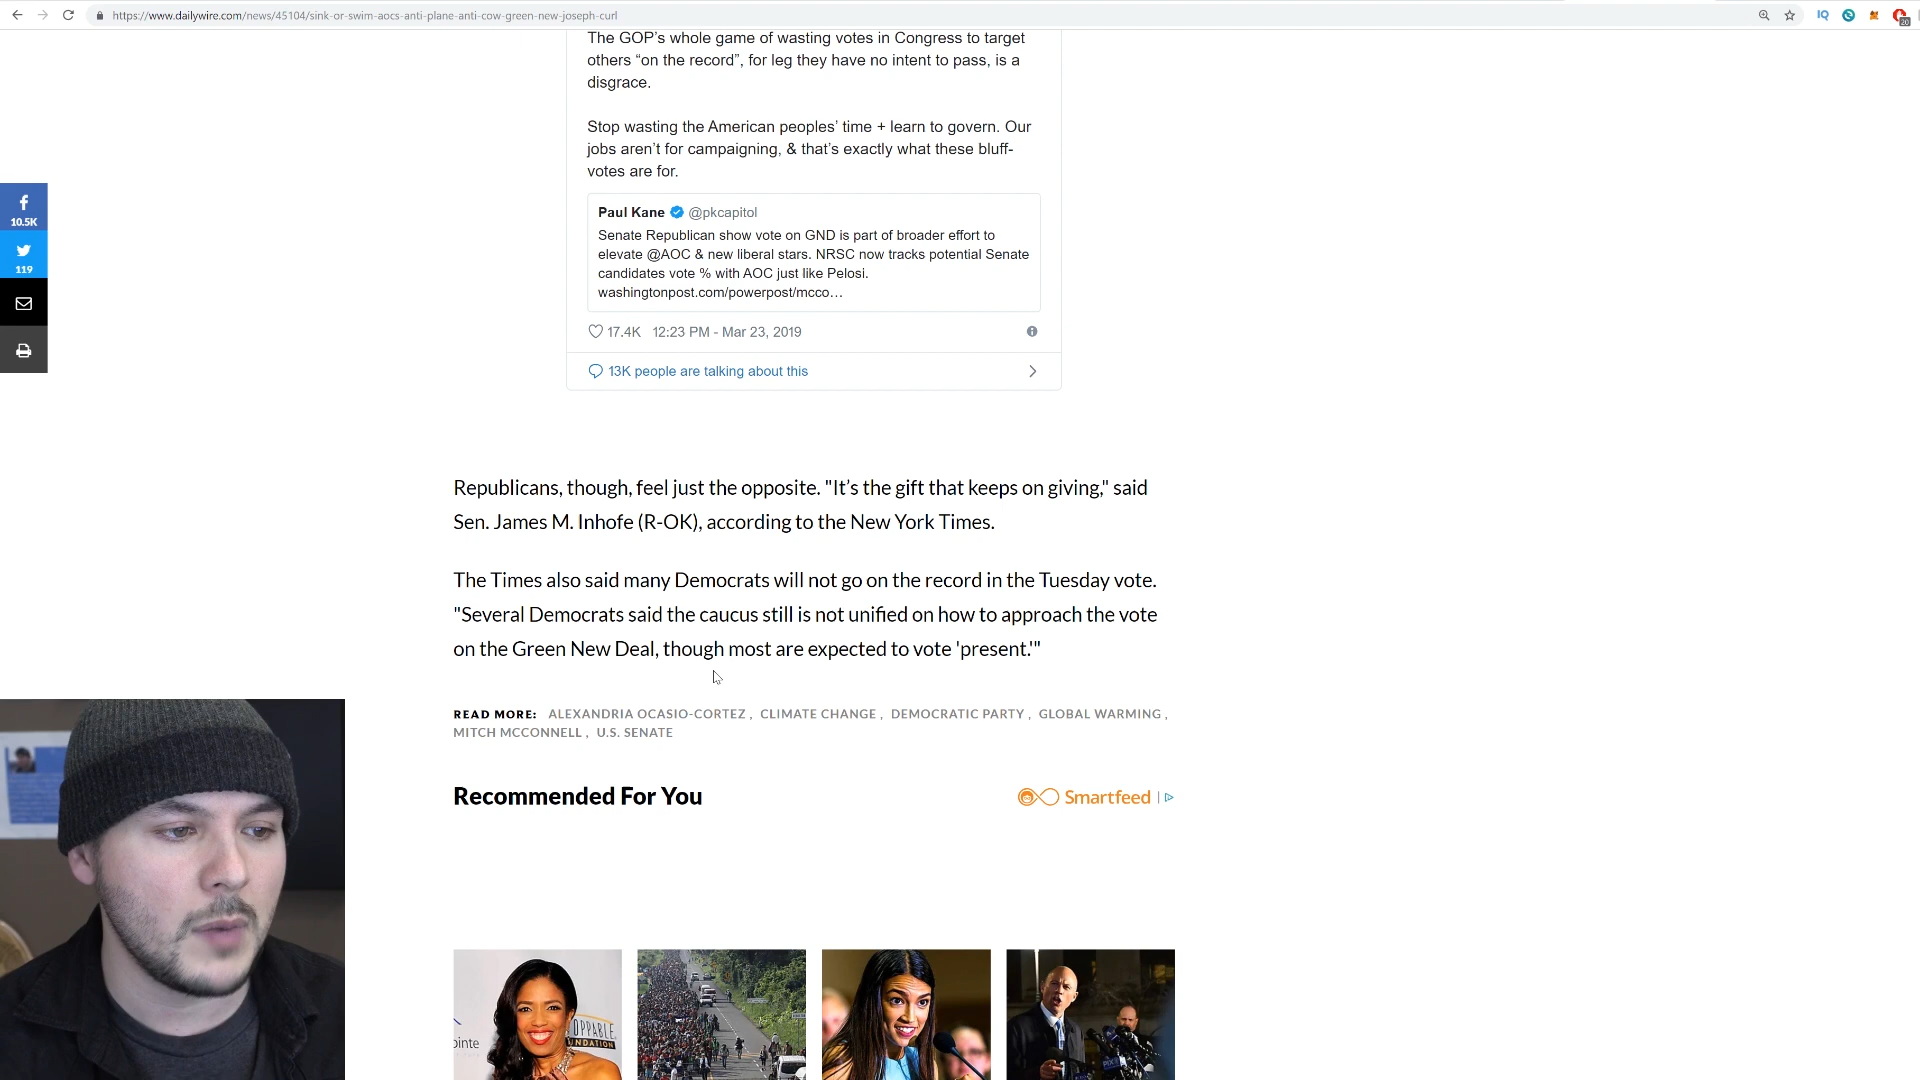 https://www.dailywire.com/news/45104/sink-or-swim-aocs-anti-plane-anti-cow-green-new-joseph-curl
IQ
20
The GOP’s whole game of wasting votes in Congress to target
others “on the record”, for leg they have no intent to pass, is a
disgrace.
Stop wasting the American peoples’ time + learn to govern. Our
jobs aren’t for campaigning, & that’s exactly what these bluff-
votes are for.
Paul Kane @pkcapitol
Senate Republican show vote on GND is part of broader effort to
elevate @AOC & new liberal stars. NRSC now tracks potential Senate
candidates vote % with AOC just like Pelosi.
washingtonpost.com/powerpost/mcco…
17.4K 12:23 PM - Mar 23, 2019
13K people are talking about this
10.5K
119
Republicans, though, feel just the opposite. "It’s the gift that keeps on giving," said
Sen. James M. Inhofe (R-OK), according to the New York Times.
The Times also said many Democrats will not go on the record in the Tuesday vote.
"Several Democrats said the caucus still is not unified on how to approach the vote
on the Green New Deal, though most are expected to vote 'present.'"
READ MORE: ALEXANDRIA OCASIO-CORTEZ , CLIMATE CHANGE , DEMOCRATIC PARTY , GLOBAL WARMING ,
MITCH MCCONNELL , U.S. SENATE
Recommended For You
Smartfeed
ointe
OPPABLE
UNDATION